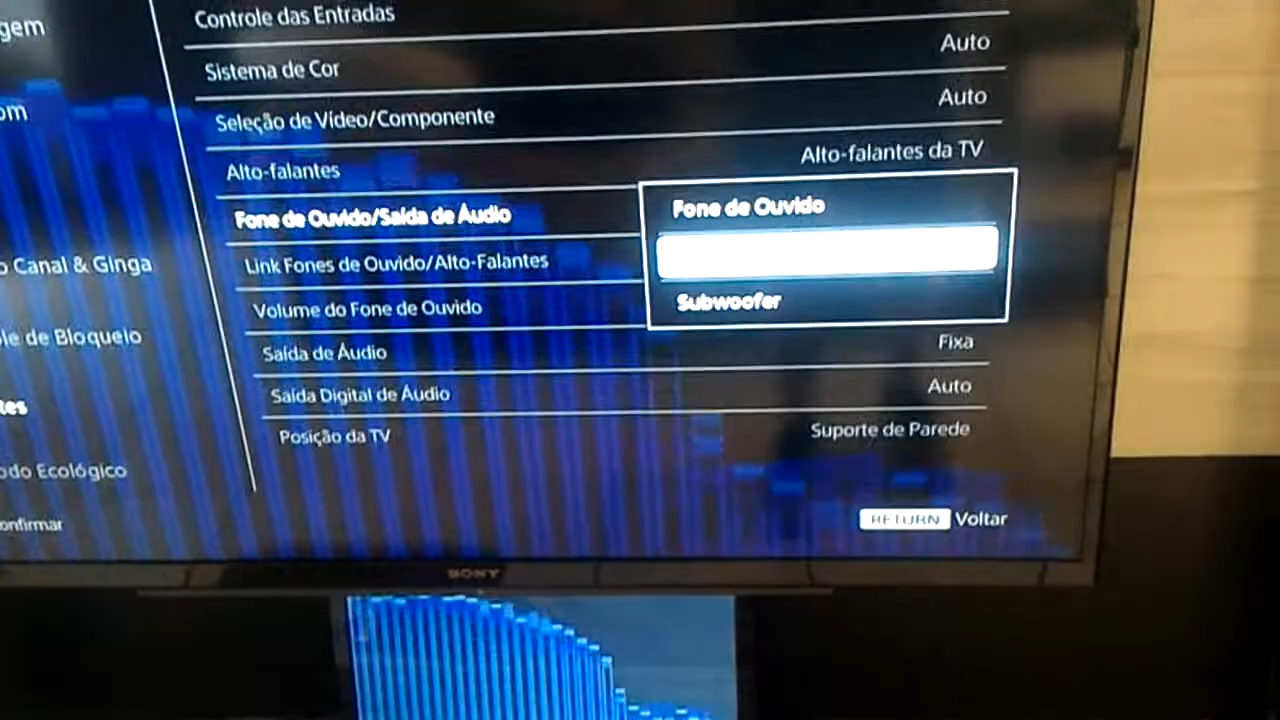 gem
om
o Canal & Ginga
le de Bloqueio
tes
odo Ecológico
onfirmar
Controle das Entradas
Sistema de Cor Auto
Seleção de Vídeo/Componente Auto
Alto-falantes Alto-falantes da TV
Fone de Ouvido/Saída de Áudio
Fone de Ouvido
Subwoofer
Link Fones de Ouvido/Alto-Falantes
Volume do Fone de Ouvido
Saída de Áudio Fixa
Saída Digital de Áudio Auto
Posição da TV Suporte de Parede
RETURN Voltar
SONY